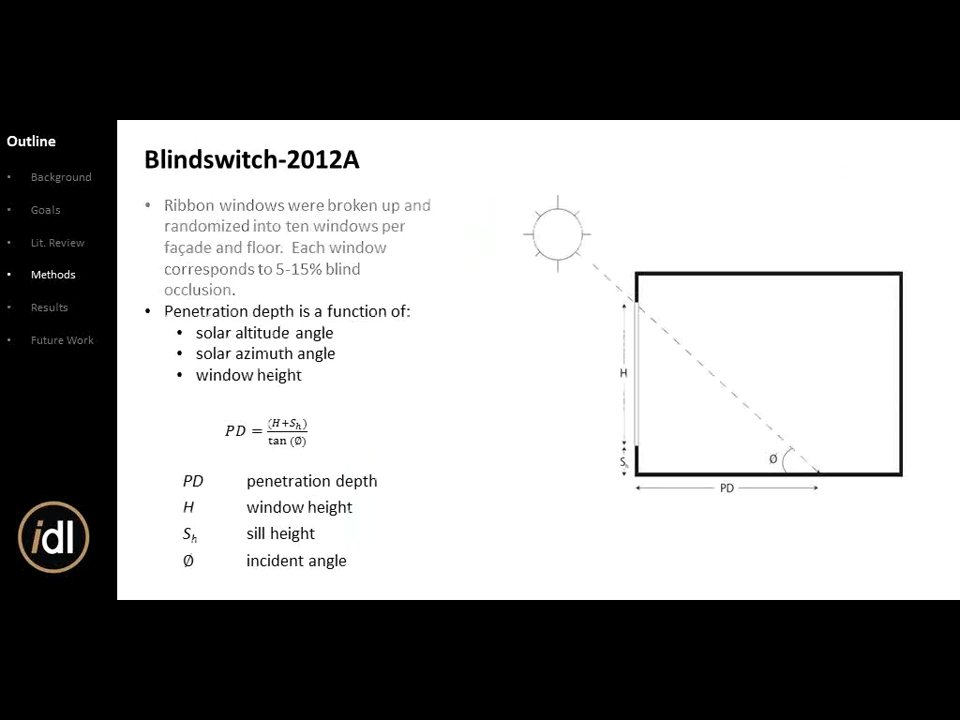 Outline
• Background
• Goals
• Lit. Review
• Methods
• Results
• Future Work
idl
Blindswitch-2012A
• Ribbon windows were broken up and
randomized into ten windows per
façade and floor. Each window
corresponds to 5-15% blind
occlusion.
• Penetration depth is a function of:
• solar altitude angle
• solar azimuth angle
• window height
PD = (H+Sh) / tan (Ø)
PD penetration depth
H window height
Sh sill height
Ø incident angle
H
Sh
Ø
PD